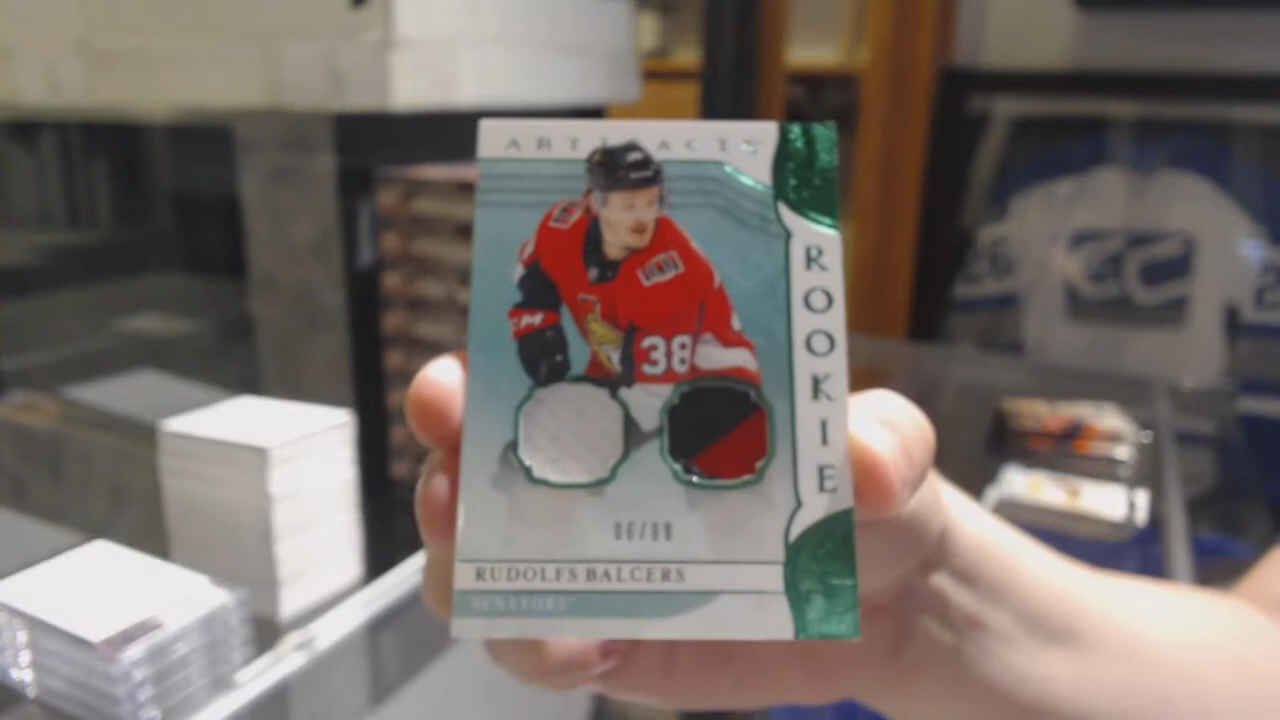 ARTIFACTS
ROOKIE
38
06/99
RUDOLFS BALCERS
SENATORS